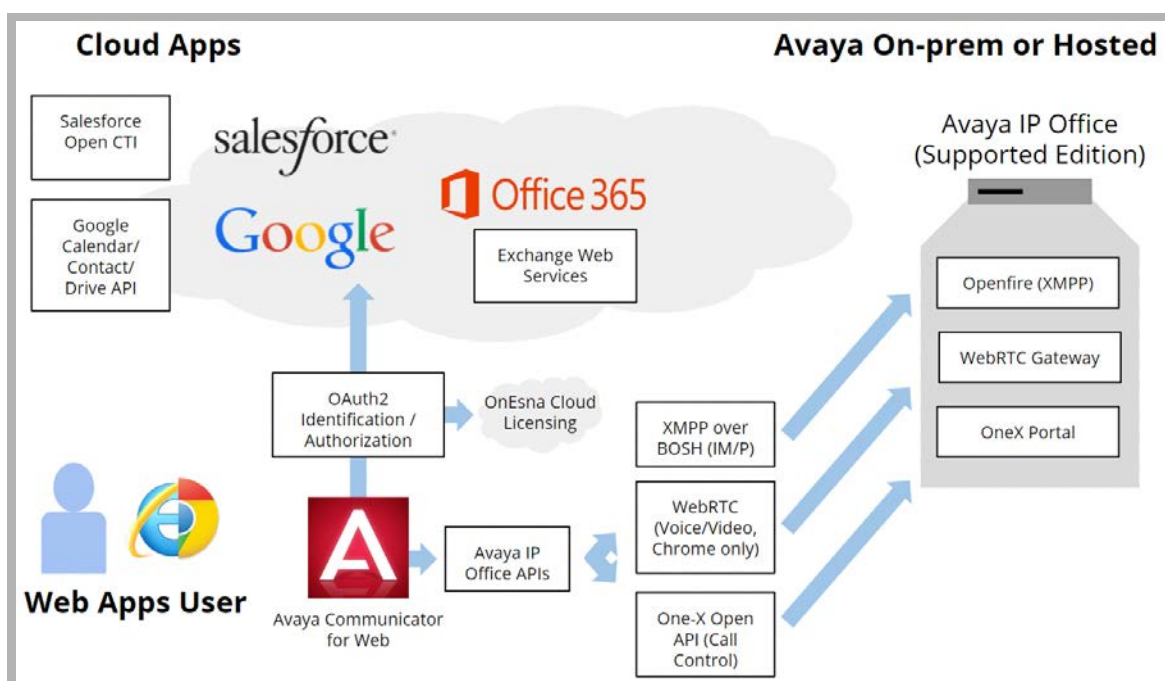 Cloud Apps
Avaya On-prem or Hosted
Salesforce
Open CTI
salesforce
Google
Calendar/
Contact/
Drive API
Google
Office 365
Exchange Web
Services
Avaya IP Office
(Supported Edition)
Openfire (XMPP)
WebRTC Gateway
OneX Portal
OAuth2
Identification /
Authorization
OnEsna Cloud
Licensing
XMPP over
BOSH (IM/P)
WebRTC
(Voice/Video,
Chrome only)
One-X Open
API (Call
Control)
Avaya IP
Office APIs
Web Apps User
A
Avaya Communicator
for Web